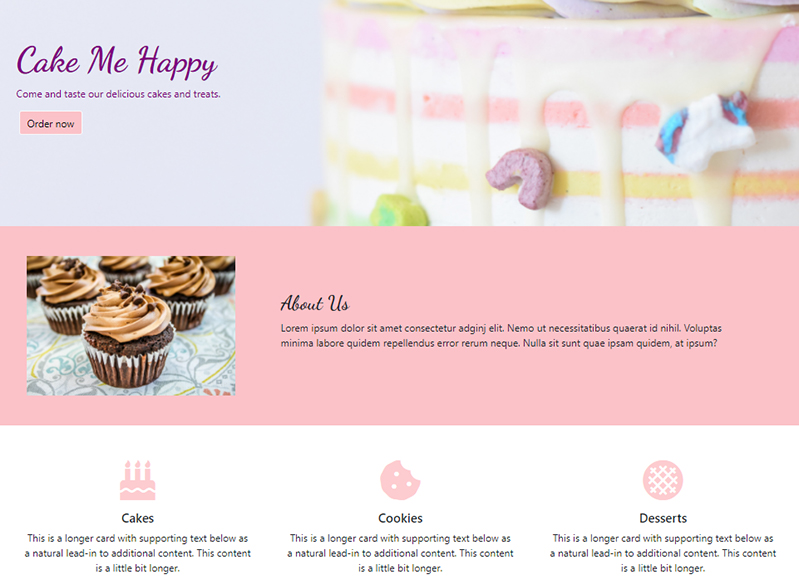 Cake Me Happy
Come and taste our delicious cakes and treats.
Order now
About Us
Lorem ipsum dolor sit amet consectetur adginj elit. Nemo ut necessitatibus quaerat id nihil. Voluptas
minima labore quidem repellendus error rerum neque. Nulla sit sunt quae ipsam quidem, at ipsum?
Cakes
This is a longer card with supporting text below as
a natural lead-in to additional content. This content
is a little bit longer.
Cookies
This is a longer card with supporting text below as
a natural lead-in to additional content. This content
is a little bit longer.
Desserts
This is a longer card with supporting text below as
a natural lead-in to additional content. This content
is a little bit longer.